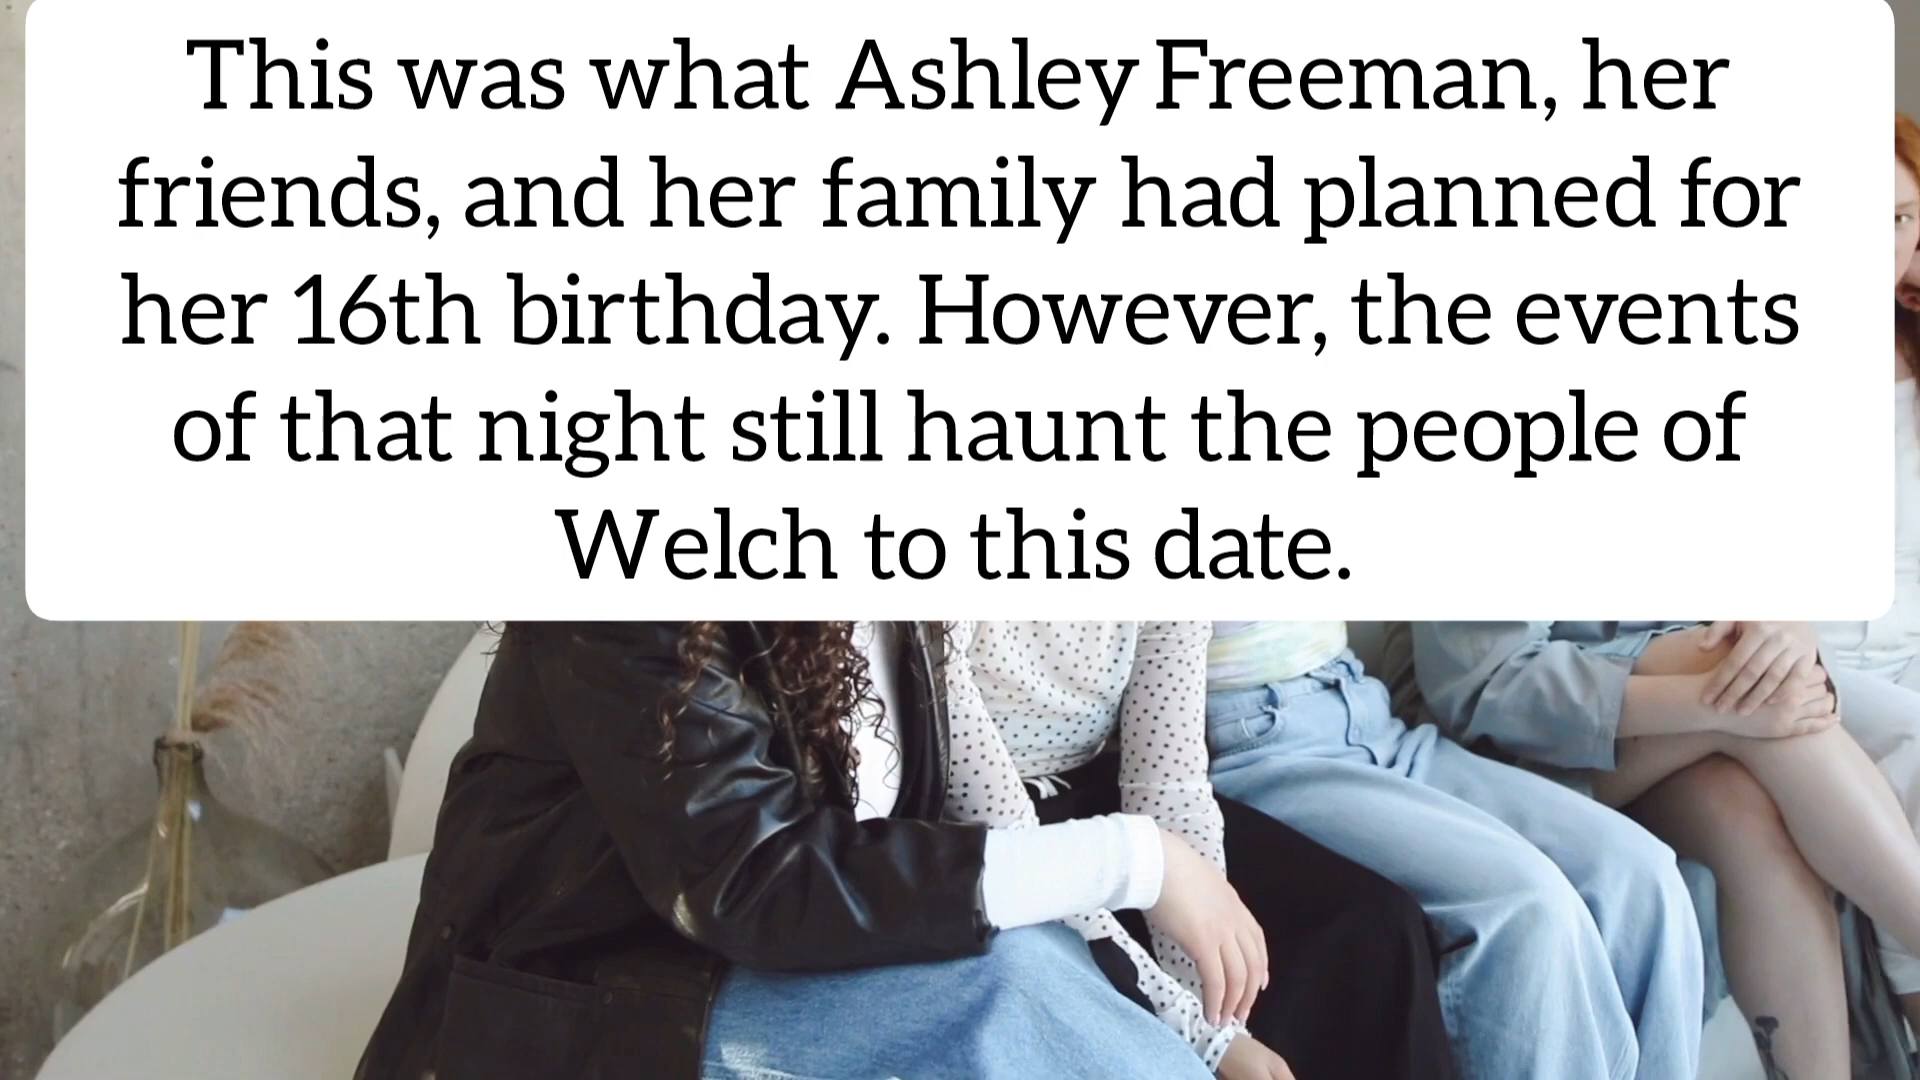 This was what Ashley Freeman, her
friends, and her family had planned for
her 16th birthday. However, the events
of that night still haunt the people of
Welch to this date.